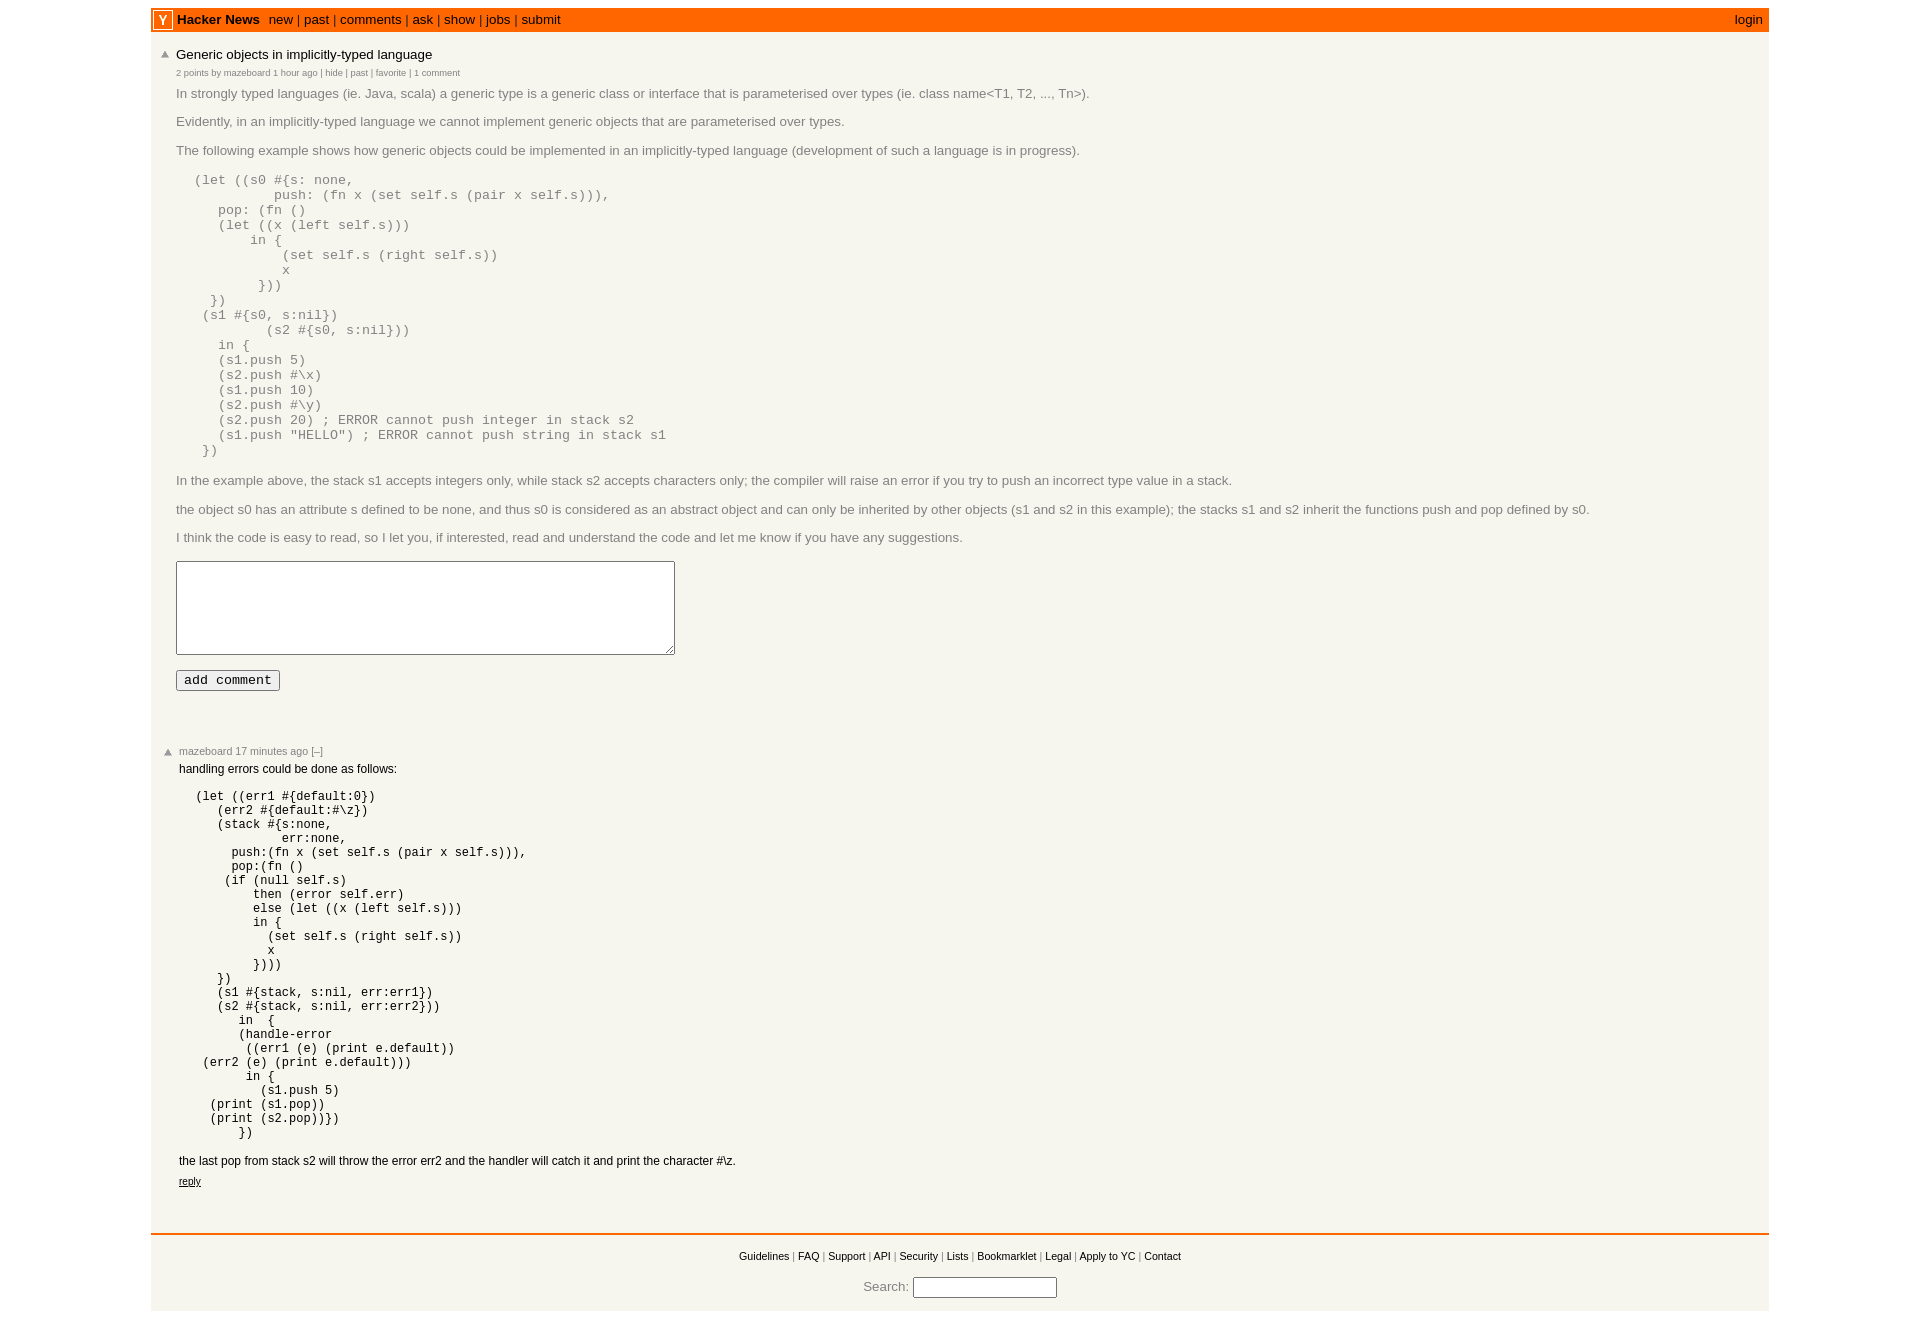 Y Hacker News new | past | comments | ask | show | jobs | submit login
Generic objects in implicitly-typed language
2 points by mazeboard 1 hour ago | hide | past | favorite | 1 comment
In strongly typed languages (ie. Java, scala) a generic type is a generic class or interface that is parameterised over types (ie. class name<T1, T2, ..., Tn>).
Evidently, in an implicitly-typed language we cannot implement generic objects that are parameterised over types.
The following example shows how generic objects could be implemented in an implicitly-typed language (development of such a language is in progress).
(let ((s0 #{s: none,
push: (fn x (set self.s (pair x self.s))),
pop: (fn ()
(let ((x (left self.s)))
in {
(set self.s (right self.s))
x
}))
})
(s1 #{s0, s:nil})
(s2 #{s0, s:nil}))
in {
(s1.push 5)
(s2.push #\x)
(s1.push 10)
(s2.push #\y)
(s2.push 20) ; ERROR cannot push integer in stack s2
(s1.push "HELLO") ; ERROR cannot push string in stack s1
})
In the example above, the stack s1 accepts integers only, while stack s2 accepts characters only; the compiler will raise an error if you try to push an incorrect type value in a stack.
the object s0 has an attribute s defined to be none, and thus s0 is considered as an abstract object and can only be inherited by other objects (s1 and s2 in this example); the stacks s1 and s2 inherit the functions push and pop defined by s0.
I think the code is easy to read, so I let you, if interested, read and understand the code and let me know if you have any suggestions.
add comment
mazeboard 17 minutes ago [–]
handling errors could be done as follows:
(let ((err1 #{default:0})
(err2 #{default:#\z})
(stack #{s:none,
err:none,
push:(fn x (set self.s (pair x self.s))),
pop:(fn ()
(if (null self.s)
then (error self.err)
else (let ((x (left self.s)))
in {
(set self.s (right self.s))
x
})))
})
(s1 #{stack, s:nil, err:err1})
(s2 #{stack, s:nil, err:err2}))
in  {
(handle-error
((err1 (e) (print e.default))
(err2 (e) (print e.default)))
in {
(s1.push 5)
(print (s1.pop))
(print (s2.pop))})
})
the last pop from stack s2 will throw the error err2 and the handler will catch it and print the character #\z.
reply
Guidelines | FAQ | Support | API | Security | Lists | Bookmarklet | Legal | Apply to YC | Contact
Search: